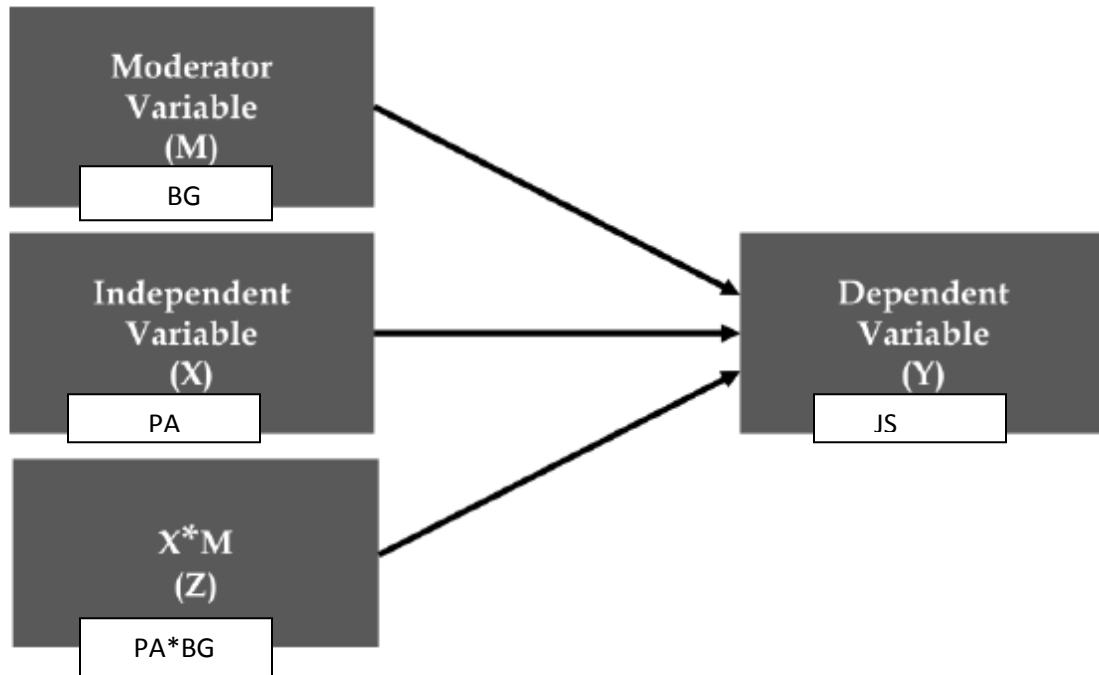 Moderator
Variable
(M)
BG
Independent
Variable
(X)
PA
X*M
(Z)
PA*BG
Dependent
Variable
(Y)
JS